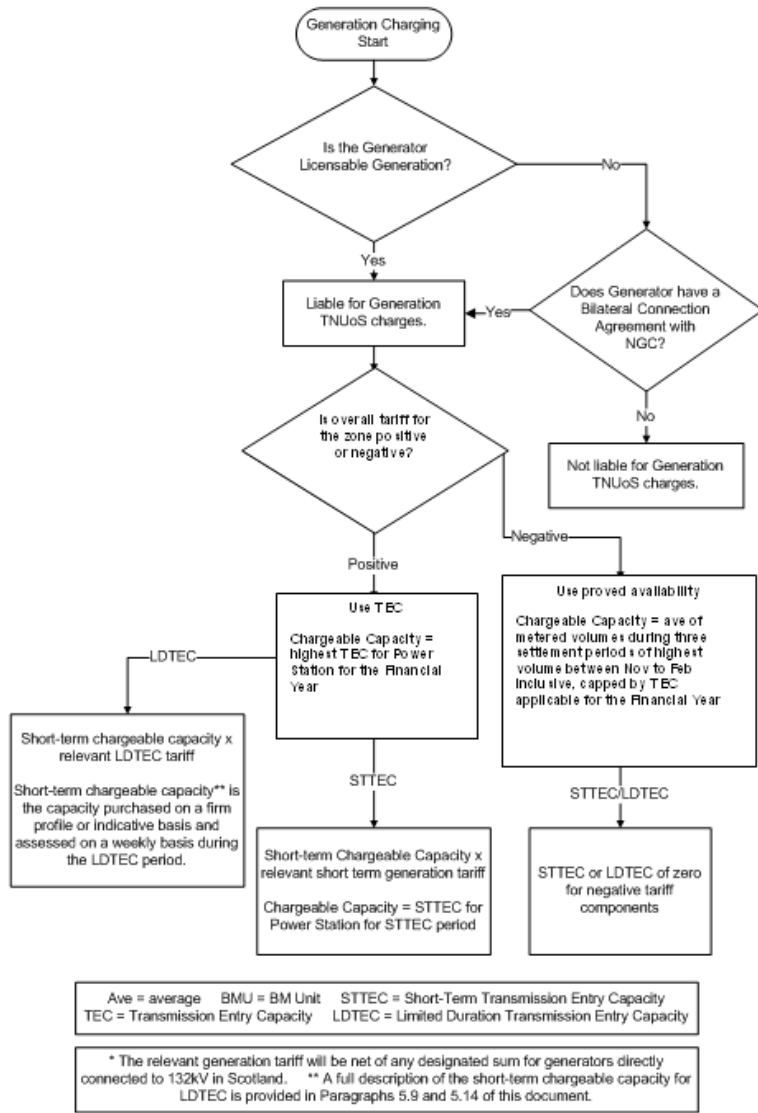 Generation Charging
Start
Is the Generator
Licensable Generation?
No
Yes
Does Generator have a
Bilateral Connection
Agreement with
NGC?
Liable for Generation
TNUoS charges.
Yes
No
Is overall tariff for
the zone positive
or negative?
Not liable for Generation
TNUoS charges.
Negative
Positive
Use TEC
Chargeable Capacity =
highest TEC for Power
Station for the Financial
Year
Use proved availability
Chargeable Capacity = ave of
metered volumes during three
settlement periods of highest
volume between Nov to Feb
inclusive, capped by TEC
applicable for the Financial Year
LDTEC
Short-term chargeable capacity x
relevant LDTEC tariff
Short-term chargeable capacity** is
the capacity purchased on a firm
profile or indicative basis and
assessed on a weekly basis during
the LDTEC period.
STTEC
STTEC/LDTEC
Short-term Chargeable Capacity x
relevant short term generation tariff
Chargeable Capacity = STTEC for
Power Station for STTEC period
STTEC or LDTEC of zero
for negative tariff
components
Ave = average BMU = BM Unit STTEC = Short-Term Transmission Entry Capacity
TEC = Transmission Entry Capacity LDTEC = Limited Duration Transmission Entry Capacity
* The relevant generation tariff will be net of any designated sum for generators directly
connected to 132kV in Scotland. ** A full description of the short-term chargeable capacity for
LDTEC is provided in Paragraphs 5.9 and 5.14 of this document.